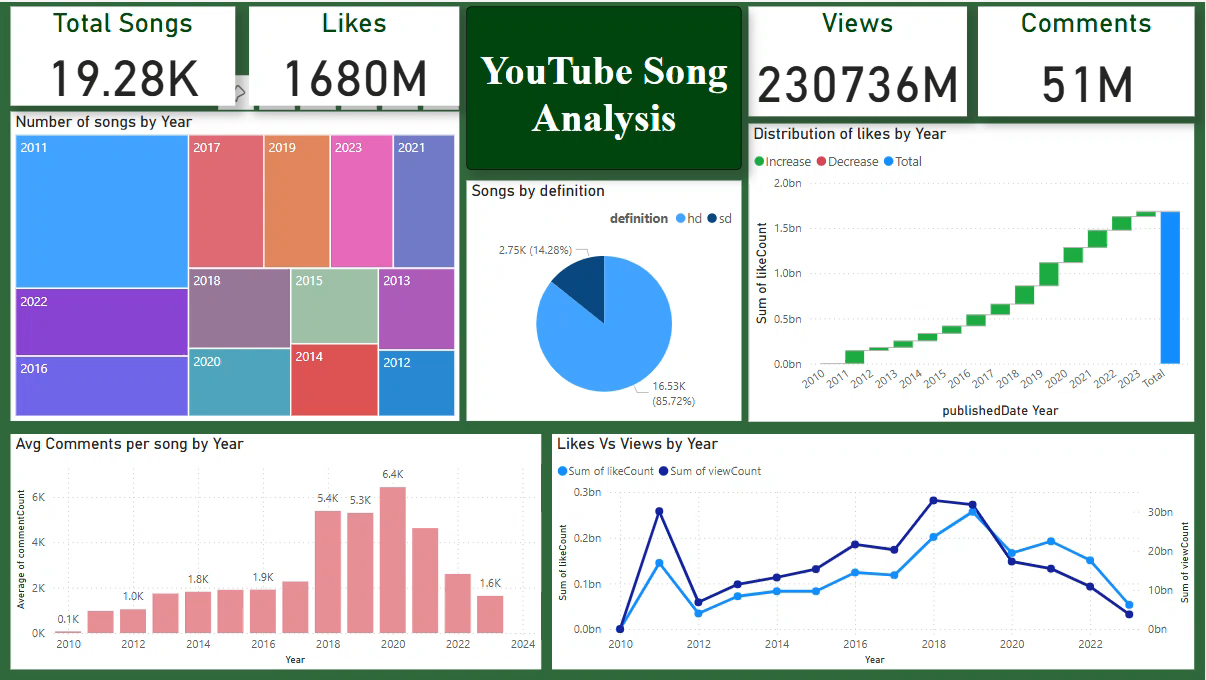 Total Songs
19.28K
Likes
1680M
YouTube Song
Analysis
Views
230736M
Comments
51M
Number of songs by Year
2011
2022
2016
2017
2019
2023
2021
2018
2015
2013
2020
2014
2012
Songs by definition
definition hd sd
2.75K (14.28%)
16.53K
(85.72%)
Distribution of likes by Year
Increase Decrease Total
Sum of likeCount
2.0bn
1.5bn
1.0bn
0.5bn
0.0bn
2010 2011 2012 2013 2014 2015 2016 2017 2018 2019 2020 2021 2022 2023 Total
publishedDate Year
Avg Comments per song by Year
Average of commentCount
6K
4K
2K
0K
0.1K 1.0K 1.8K 1.9K 5.4K 5.3K 6.4K 1.6K
2010 2012 2014 2016 2018 2020 2022 2024
Year
Likes Vs Views by Year
Sum of likeCount Sum of viewCount
Sum of likeCount
0.3bn
0.2bn
0.1bn
0.0bn
30bn
20bn
10bn
0bn
Sum of viewCount
2010 2012 2014 2016 2018 2020 2022
Year